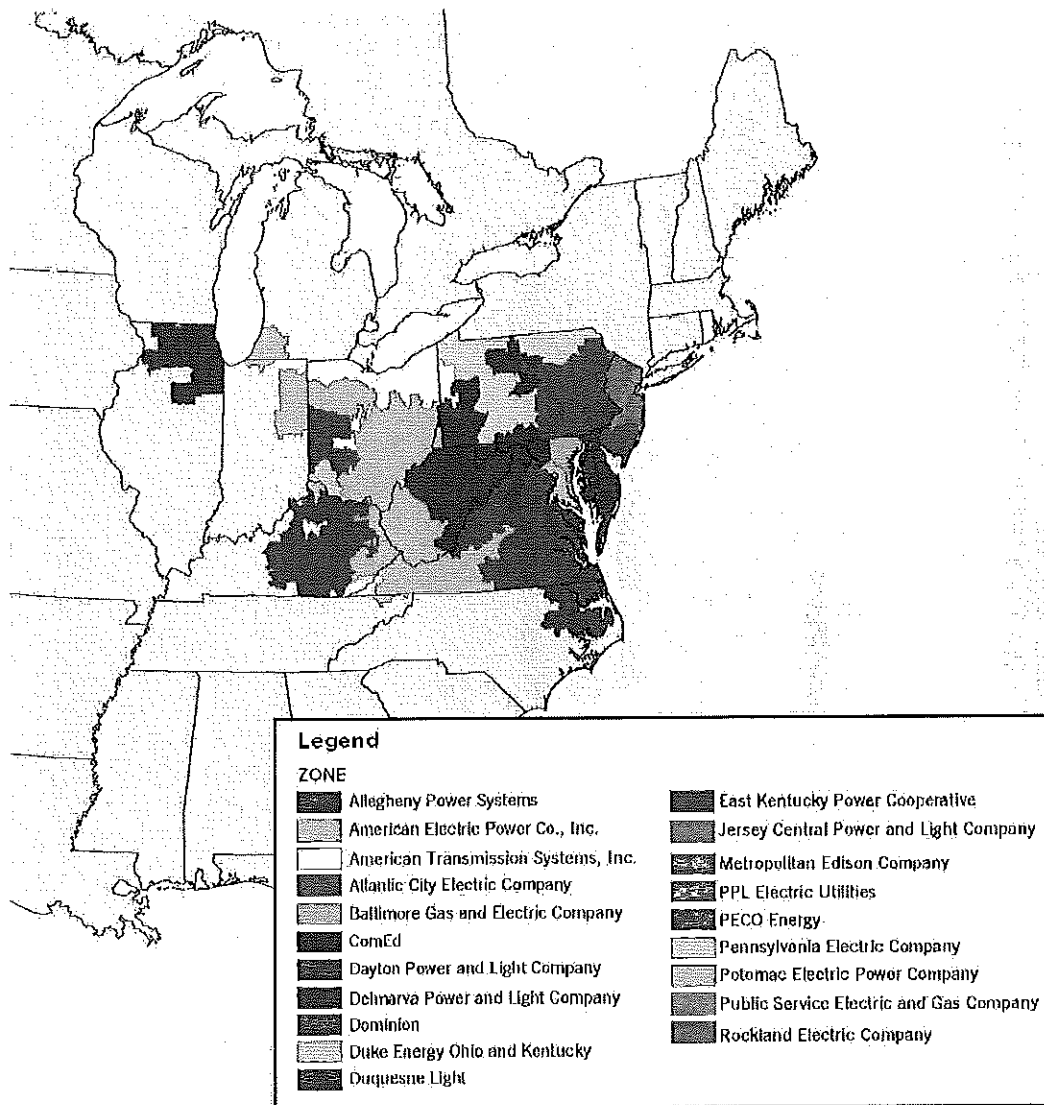 Legend
ZONE
Allegheny Power Systems
American Electric Power Co., Inc.
American Transmission Systems, Inc.
Atlantic City Electric Company
Baltimore Gas and Electric Company
ComEd
Dayton Power and Light Company
Delmarva Power and Light Company
Dominion
Duke Energy Ohio and Kentucky
Duquesne Light
East Kentucky Power Cooperative
Jersey Central Power and Light Company
Metropolitan Edison Company
PPL Electric Utilities
PECO Energy
Pennsylvania Electric Company
Potomac Electric Power Company
Public Service Electric and Gas Company
Rockland Electric Company